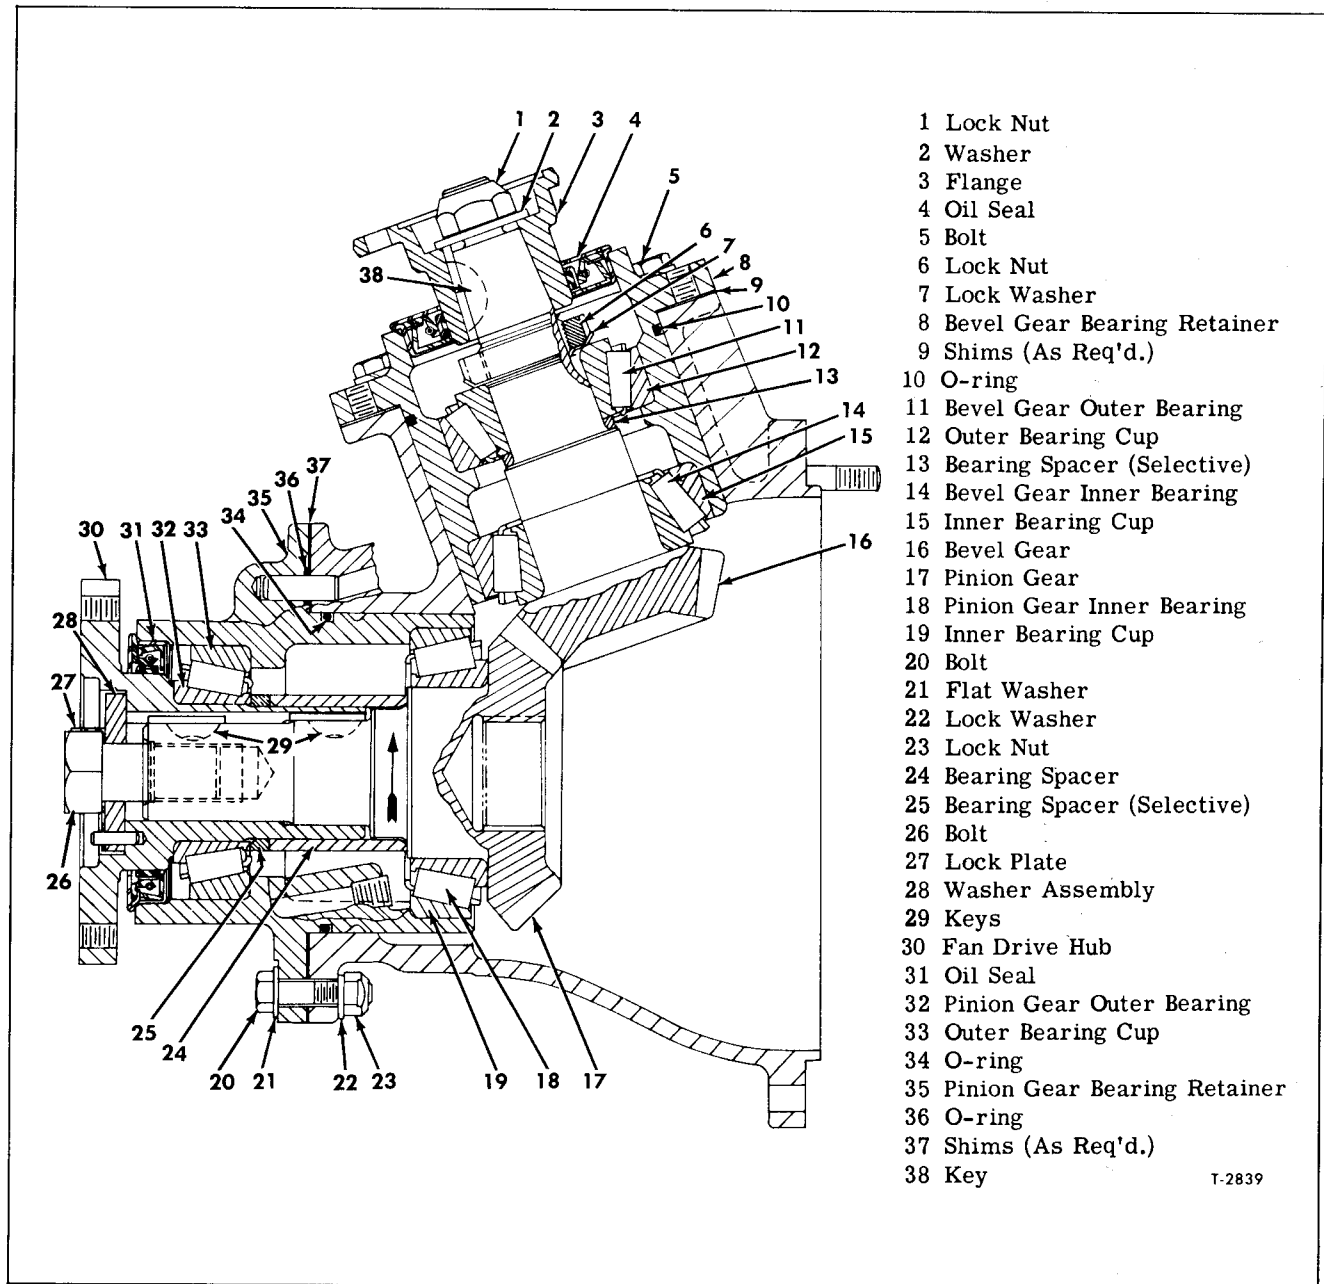 1 2 3 4
5
6 7
8
38
9
10
11
12
13
14
15
37
36
35
34
33
32
31
30
16
28
27
29
26
25
24
20 21 22 23
19 18 17
1 Lock Nut
2 Washer
3 Flange
4 Oil Seal
5 Bolt
6 Lock Nut
7 Lock Washer
8 Bevel Gear Bearing Retainer
9 Shims (As Req'd.)
10 O-ring
11 Bevel Gear Outer Bearing
12 Outer Bearing Cup
13 Bearing Spacer (Selective)
14 Bevel Gear Inner Bearing
15 Inner Bearing Cup
16 Bevel Gear
17 Pinion Gear
18 Pinion Gear Inner Bearing
19 Inner Bearing Cup
20 Bolt
21 Flat Washer
22 Lock Washer
23 Lock Nut
24 Bearing Spacer
25 Bearing Spacer (Selective)
26 Bolt
27 Lock Plate
28 Washer Assembly
29 Keys
30 Fan Drive Hub
31 Oil Seal
32 Pinion Gear Outer Bearing
33 Outer Bearing Cup
34 O-ring
35 Pinion Gear Bearing Retainer
36 O-ring
37 Shims (As Req'd.)
38 Key
T-2839